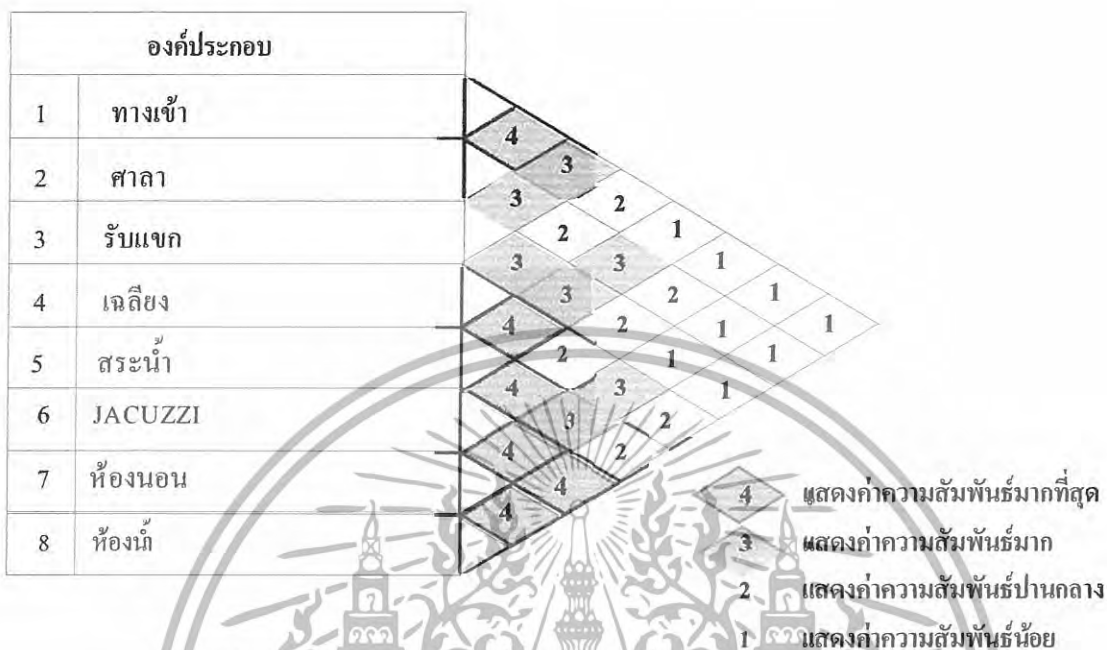 องค์ประกอบ
1 ทางเข้า
4
3
2 ศาลา
3 2
2 1
3 รับแขก
3 3 1
3 2 1
4 เฉลียง
4 2 1 1
2 1 1
5 สระน้ำ
4 3 1
3 2
6 JACUZZI
4 2
4
7 ห้องนอน
4
8 ห้องน้ำ
4 แสดงค่าความสัมพันธ์มากที่สุด
3 แสดงค่าความสัมพันธ์มาก
2 แสดงค่าความสัมพันธ์ปานกลาง
1 แสดงค่าความสัมพันธ์น้อย